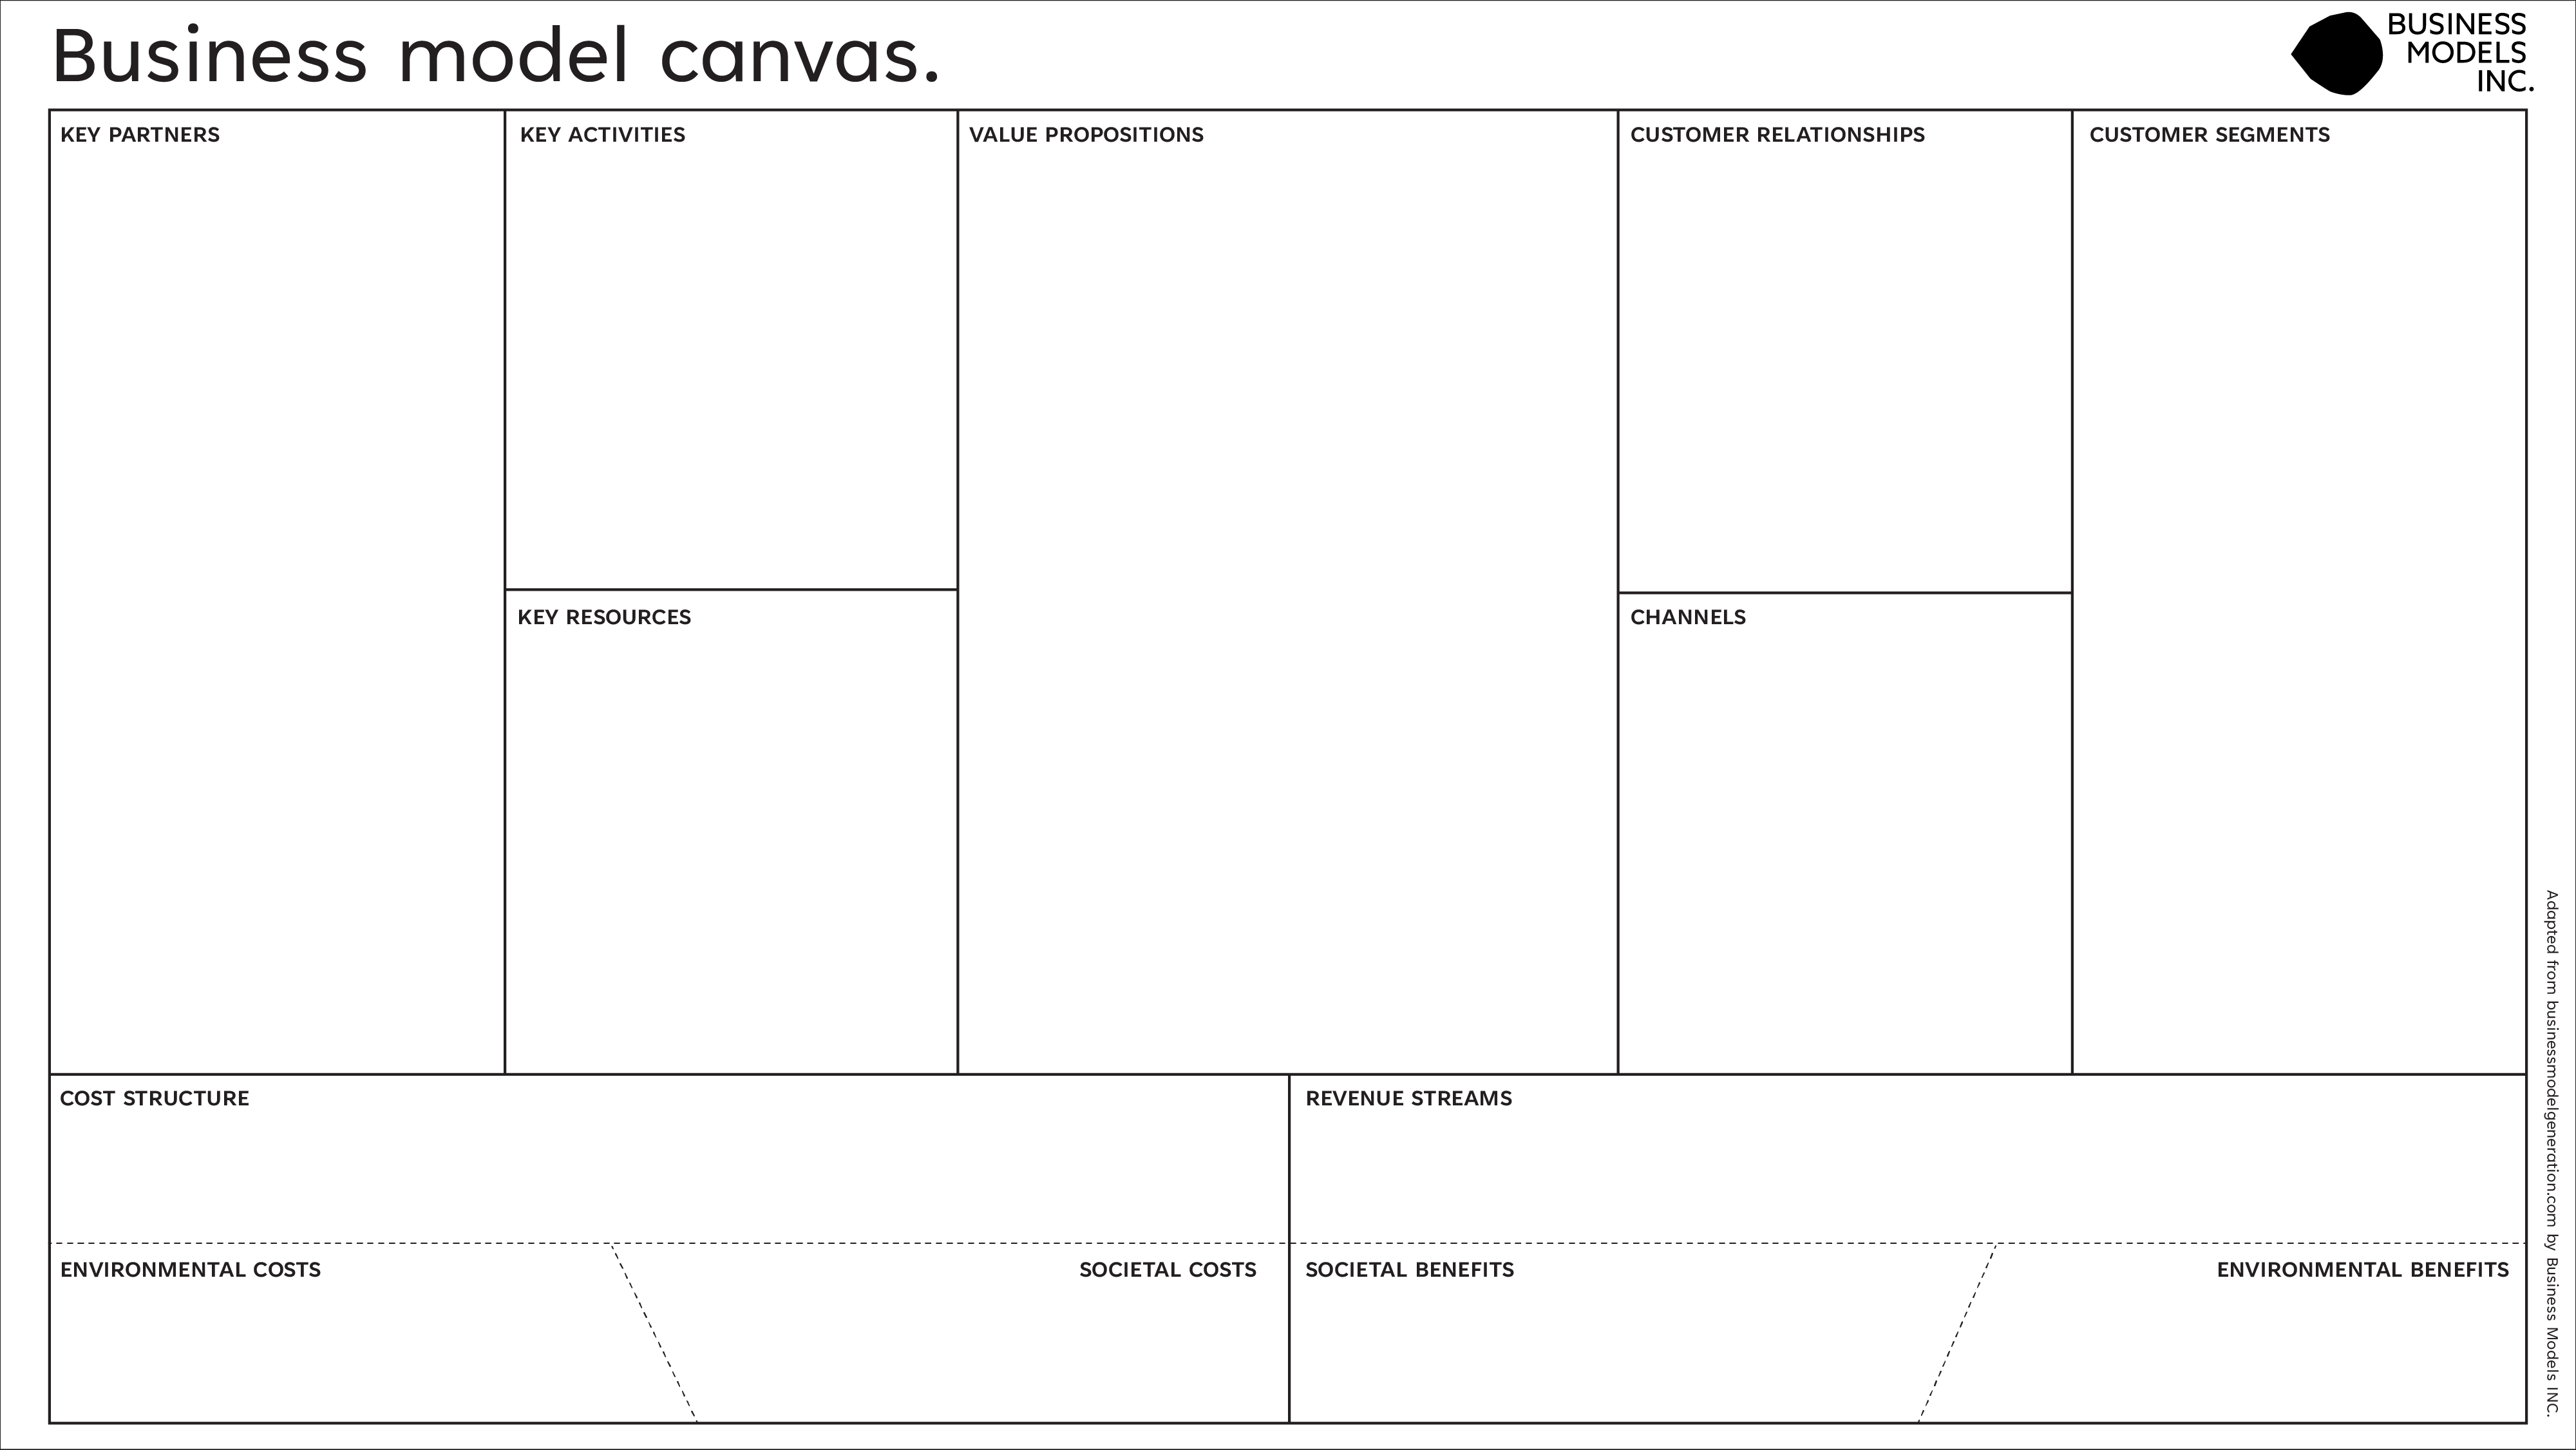 Business model canvas.
BUSINESS
MODELS
INC.
KEY PARTNERS
KEY ACTIVITIES
VALUE PROPOSITIONS
CUSTOMER RELATIONSHIPS
CUSTOMER SEGMENTS
KEY RESOURCES
CHANNELS
COST STRUCTURE
REVENUE STREAMS
ENVIRONMENTAL COSTS
SOCIETAL COSTS
SOCIETAL BENEFITS
ENVIRONMENTAL BENEFITS
Adapted from businessmodelgeneration.com by Business Models INC.